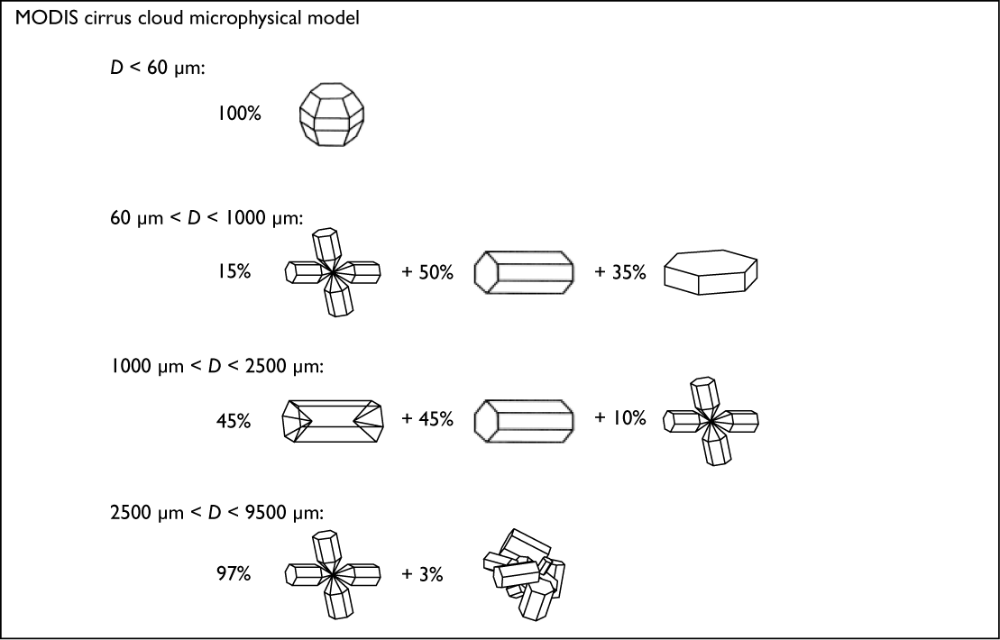 MODIS cirrus cloud microphysical model
D < 60 µm:
100%
60 µm < D < 1000 µm:
15% + 50% + 35%
1000 µm < D < 2500 µm:
45% + 45% + 10%
2500 µm < D < 9500 µm:
97% + 3%